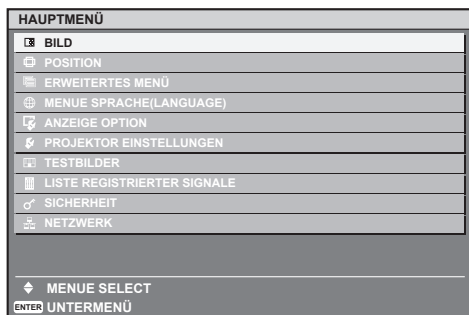 HAUPTMENÜ
BILD
POSITION
ERWEITERTES MENÜ
MENUE SPRACHE(LANGUAGE)
ANZEIGE OPTION
PROJEKTOR EINSTELLUNGEN
TESTBILDER
LISTE REGISTRIERTER SIGNALE
SICHERHEIT
NETZWERK
MENUE SELECT
ENTER UNTERMENÜ